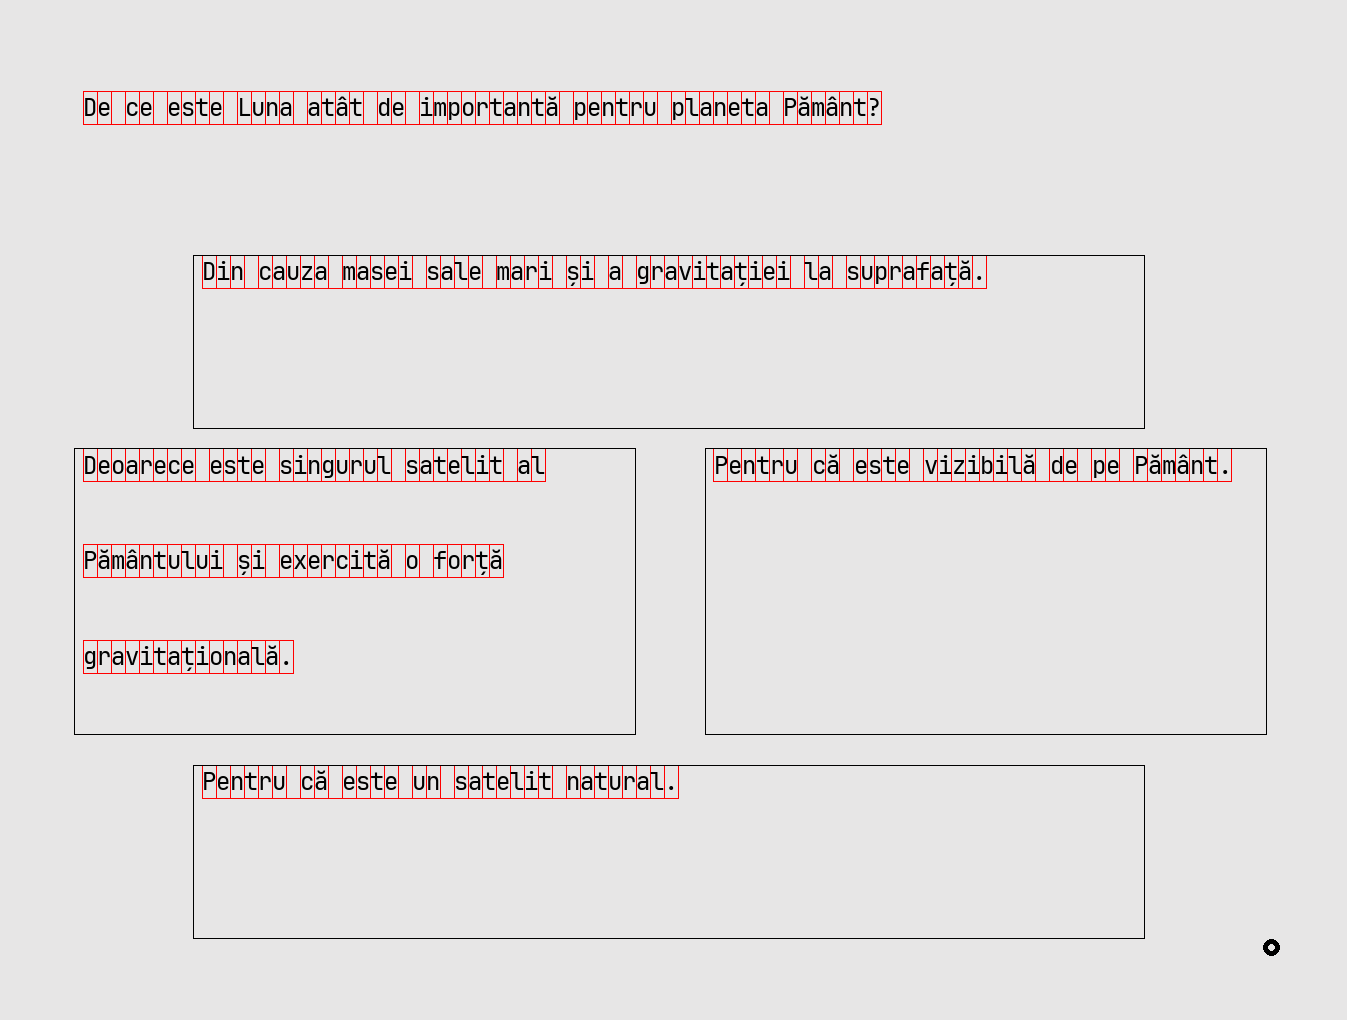 De ce este Luna atât de importantă pentru planeta Pământ?
Din cauza masei sale mari și a gravitației la suprafață.
Deoarece este singurul satelit al
Pământului și exercită o forță
gravitațională.
Pentru că este vizibilă de pe Pământ.
Pentru că este un satelit natural.